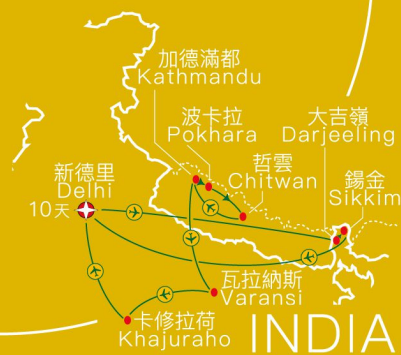 加德滿都
Kathmandu
波卡拉
Pokhara
大吉嶺
Darjeeling
哲雲
Chitwan
錫金
Sikkim
新德里
Delhi
10天
瓦拉納斯
Varansi
卡修拉荷
Khajuraho
INDIA